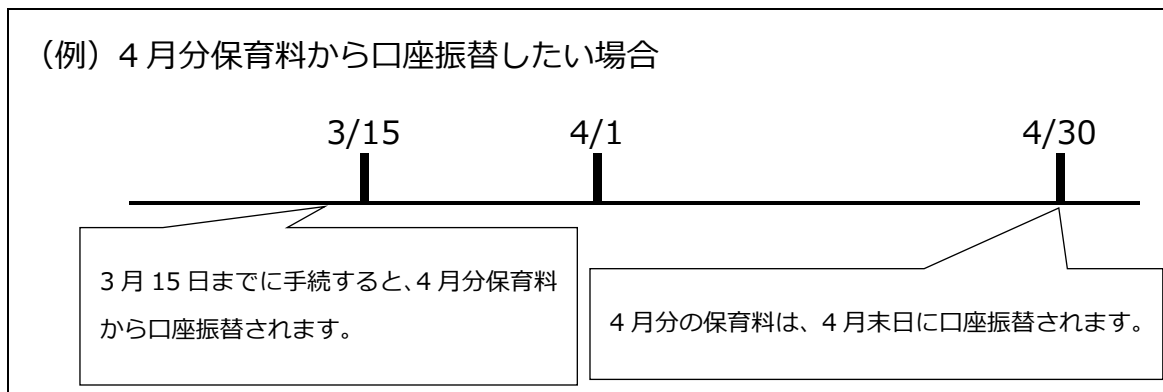 （例）４月分保育料から口座振替したい場合
3/15 4/1 4/30
３月 15 日までに手続すると、４月分保育料
から口座振替されます。
４月分の保育料は、４月末日に口座振替されます。